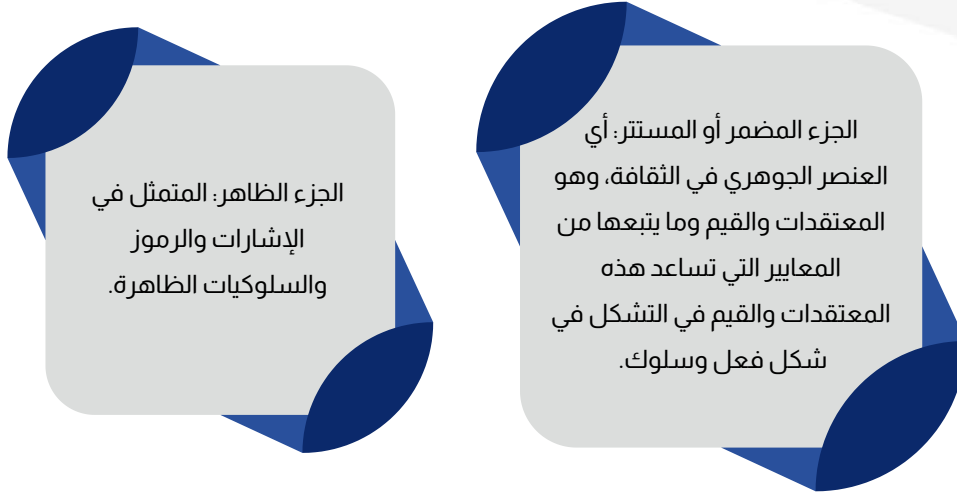 الجزء المضمر أو المستتر: أي
العنصر الجوهري في الثقافة، وهو
المعتقدات والقيم وما يتبعها من
المعايير التي تساعد هذه
المعتقدات والقيم في التشكل في
شكل فعل وسلوك.
الجزء الظاهر: المتمثل في
الإشارات والرموز
والسلوكيات الظاهرة.